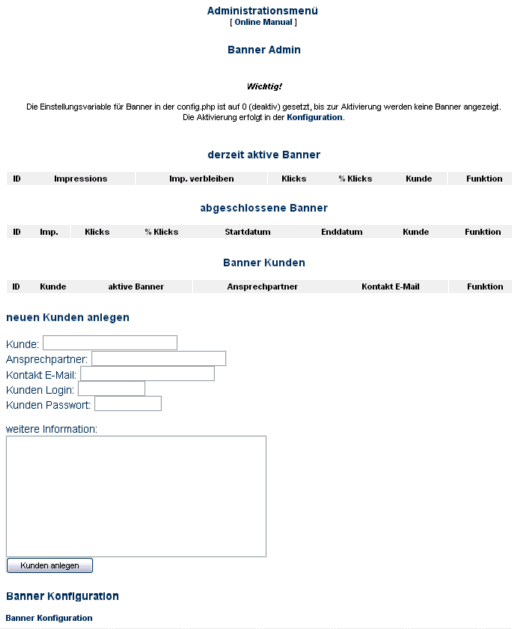 Administrationsmenü
[ Online Manual ]
Banner Admin
Wichtig!
Die Einstellungsvariable für Banner in der config.php ist auf 0 (deaktiv) gesetzt, bis zur Aktivierung werden keine Banner angezeigt.
Die Aktivierung erfolgt in der Konfiguration.
derzeit aktive Banner
ID Impressions Imp. verbleiben Klicks % Klicks Kunde Funktion
abgeschlossene Banner
ID Imp. Klicks % Klicks Startdatum Enddatum Kunde Funktion
Banner Kunden
ID Kunde aktive Banner Ansprechpartner Kontakt E-Mail Funktion
neuen Kunden anlegen
Kunde:
Ansprechpartner:
Kontakt E-Mail:
Kunden Login:
Kunden Passwort:
weitere Information:
Kunden anlegen
Banner Konfiguration
Banner Konfiguration